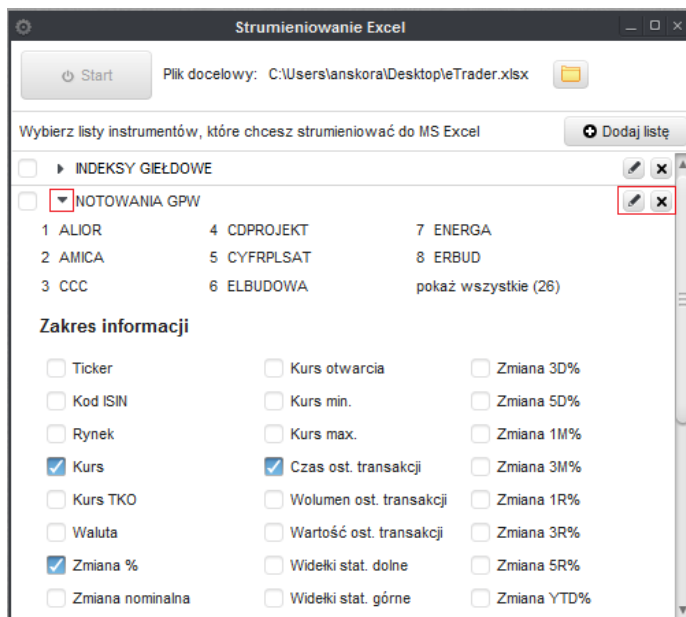 Strumieniowanie Excel
Start Plik docelowy: C:\Users\anskora\Desktop\eTrader.xlsx
Wybierz listy instrumentów, które chcesz strumieniować do MS Excel Dodaj listę
INDEKSY GIEŁDOWE
NOTOWANIA GPW
1 ALIOR 4 CDPROJEKT 7 ENERGA
2 AMICA 5 CYFRPLSAT 8 ERBUD
3 CCC 6 ELBUDOWA pokaż wszystkie (26)
Zakres informacji
Ticker Kurs otwarcia Zmiana 3D%
Kod ISIN Kurs min. Zmiana 5D%
Rynek Kurs max. Zmiana 1M%
Kurs Czas ost. transakcji Zmiana 3M%
Kurs TKO Wolumen ost. transakcji Zmiana 1R%
Waluta Wartość ost. transakcji Zmiana 3R%
Zmiana % Widełki stat. dolne Zmiana 5R%
Zmiana nominalna Widełki stat. górne Zmiana YTD%